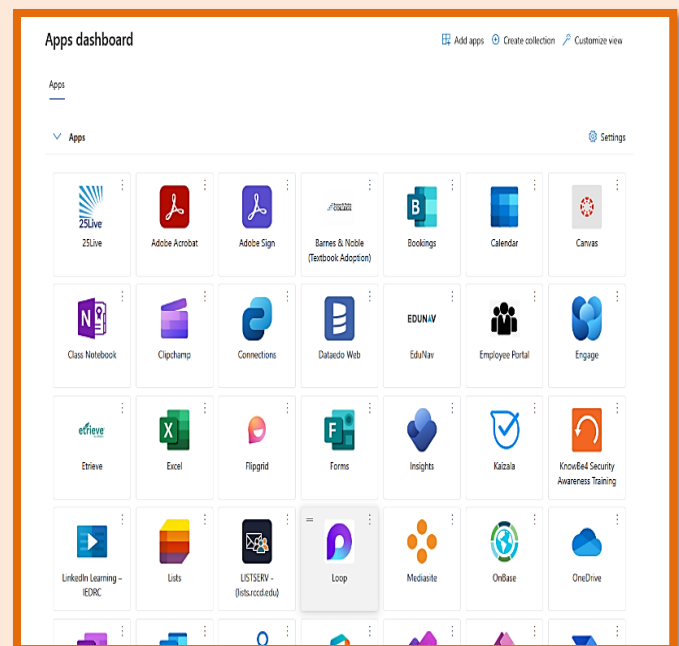 Apps dashboard
Add apps
Create collection
Customize view
Apps
Apps
Settings
25Live
25Live
Adobe Acrobat
Adobe Sign
Barnes & Noble
(Textbook Adoption)
B
Bookings
Calendar
Canvas
N
Class Notebook
Clipchamp
Connections
Dataedo Web
EDUNAV
EduNav
Employee Portal
Engage
etrieve
Etrieve
X
Excel
Flipgrid
F
Forms
Insights
Kaizala
KnowBe4 Security
Awareness Training
LinkedIn Learning –
IEDRC
Lists
LISTSERV -
(lists.rccd.edu)
Loop
Mediasite
OnBase
OneDrive